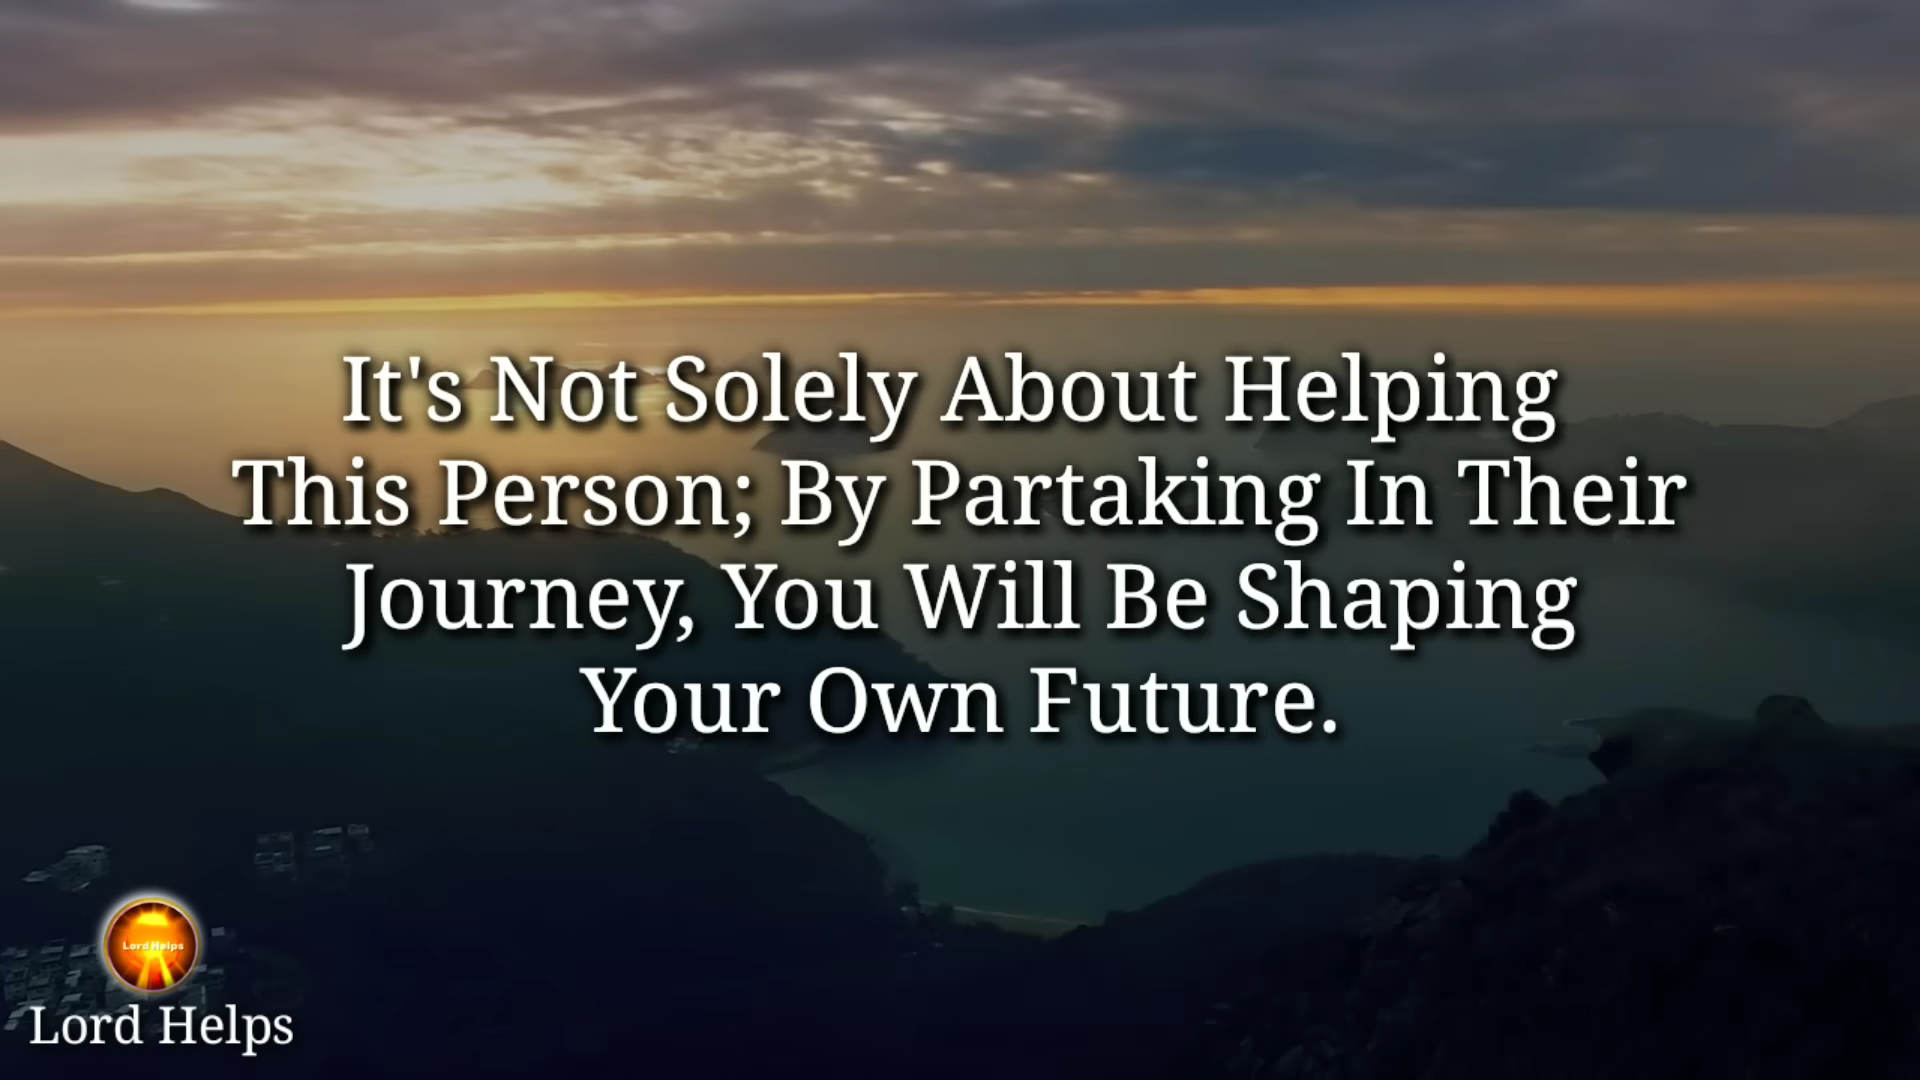 It's Not Solely About Helping
This Person; By Partaking In Their
Journey, You Will Be Shaping
Your Own Future.
Lord Helps
Lord Helps